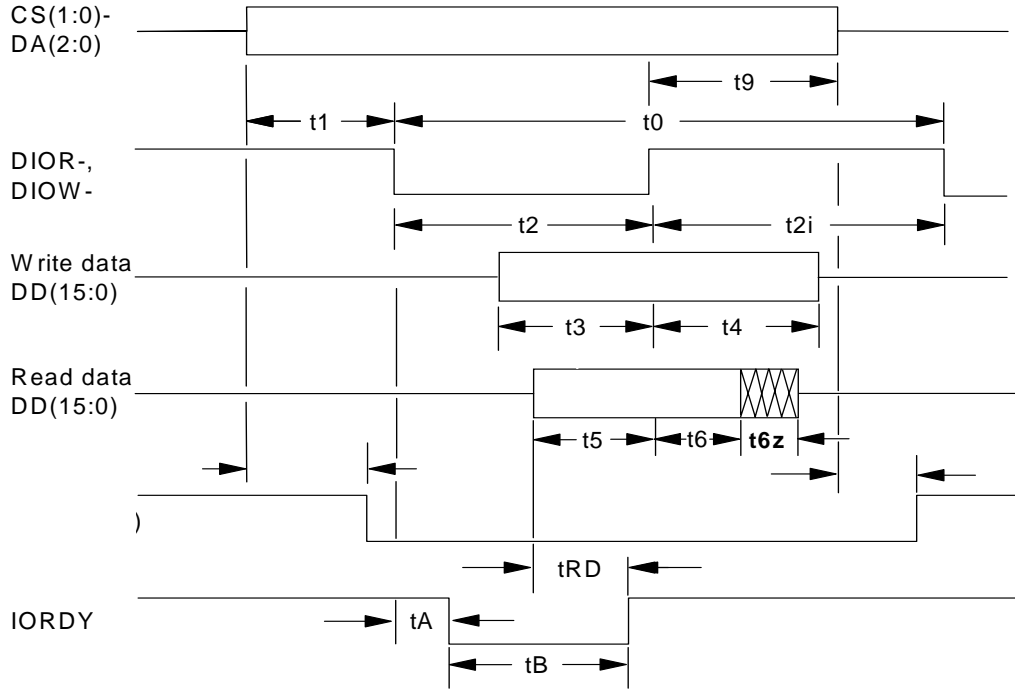 CS(1:0)-
DA(2:0)
t9
t1
t0
DIOR-,
DIOW-
t2
t2i
Write data
DD(15:0)
t3
t4
Read data
DD(15:0)
t5
t6
t6z
)
tRD
IORDY
tA
tB